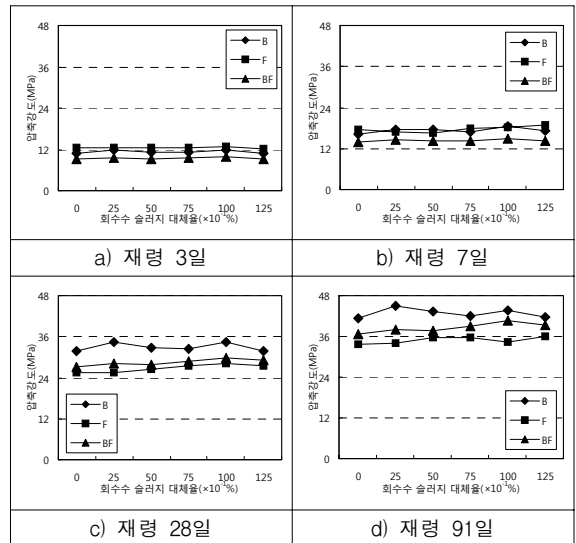 48
36
24
12
0
압축강도(MPa)
B
F
BF
0 25 50 75 100 125
회수수 슬러지 대체율(×10⁻¹%)
a) 재령 3일
48
36
24
12
0
압축강도(MPa)
B
F
BF
0 25 50 75 100 125
회수수 슬러지 대체율(×10⁻¹%)
b) 재령 7일
48
36
24
12
0
압축강도(MPa)
B
F
BF
0 25 50 75 100 125
회수수 슬러지 대체율(×10⁻¹%)
c) 재령 28일
48
36
24
12
0
압축강도(MPa)
B
F
BF
0 25 50 75 100 125
회수수 슬러지 대체율(×10⁻¹%)
d) 재령 91일